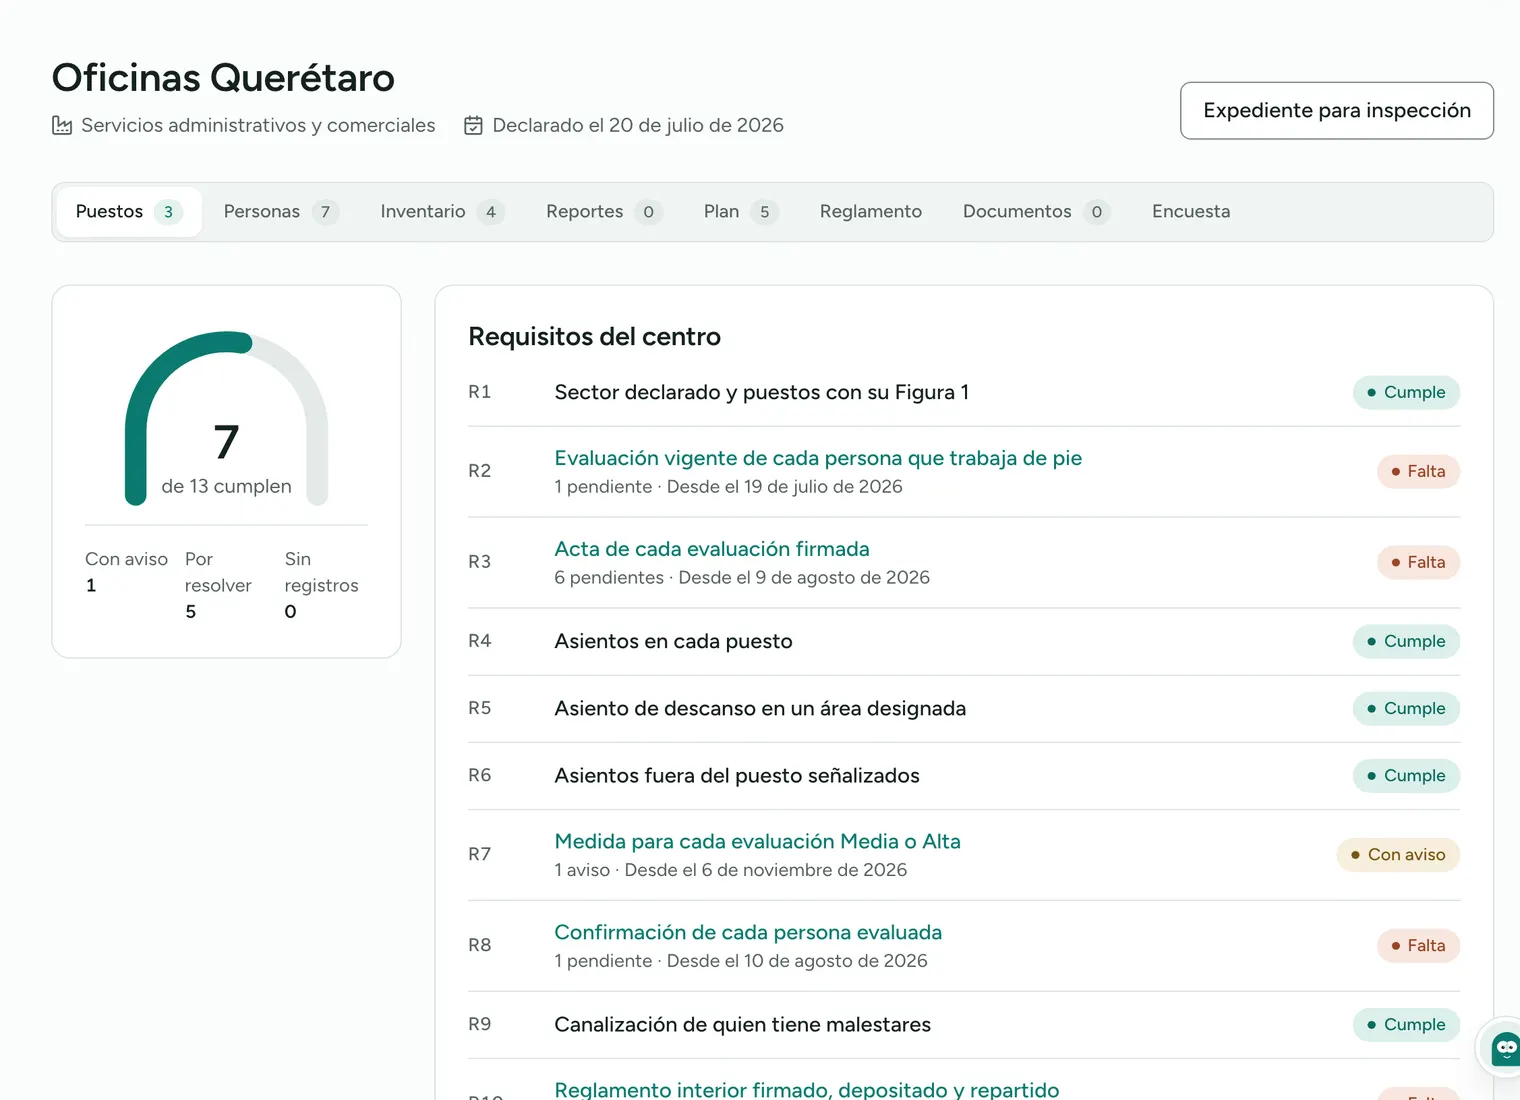 Oficinas Querétaro
Servicios administrativos y comerciales
Declarado el 20 de julio de 2026
Expediente para inspección
Puestos 3
Personas 7
Inventario 4
Reportes 0
Plan 5
Reglamento
Documentos 0
Encuesta
7
de 13 cumplen
Con aviso
1
Por
resolver
5
Sin
registros
0
Requisitos del centro
R1
Sector declarado y puestos con su Figura 1
Cumple
R2
Evaluación vigente de cada persona que trabaja de pie
1 pendiente · Desde el 19 de julio de 2026
Falta
R3
Acta de cada evaluación firmada
6 pendientes · Desde el 9 de agosto de 2026
Falta
R4
Asientos en cada puesto
Cumple
R5
Asiento de descanso en un área designada
Cumple
R6
Asientos fuera del puesto señalizados
Cumple
R7
Medida para cada evaluación Media o Alta
1 aviso · Desde el 6 de noviembre de 2026
Con aviso
R8
Confirmación de cada persona evaluada
1 pendiente · Desde el 10 de agosto de 2026
Falta
R9
Canalización de quien tiene malestares
Cumple
Reglamento interior firmado, depositado y repartido